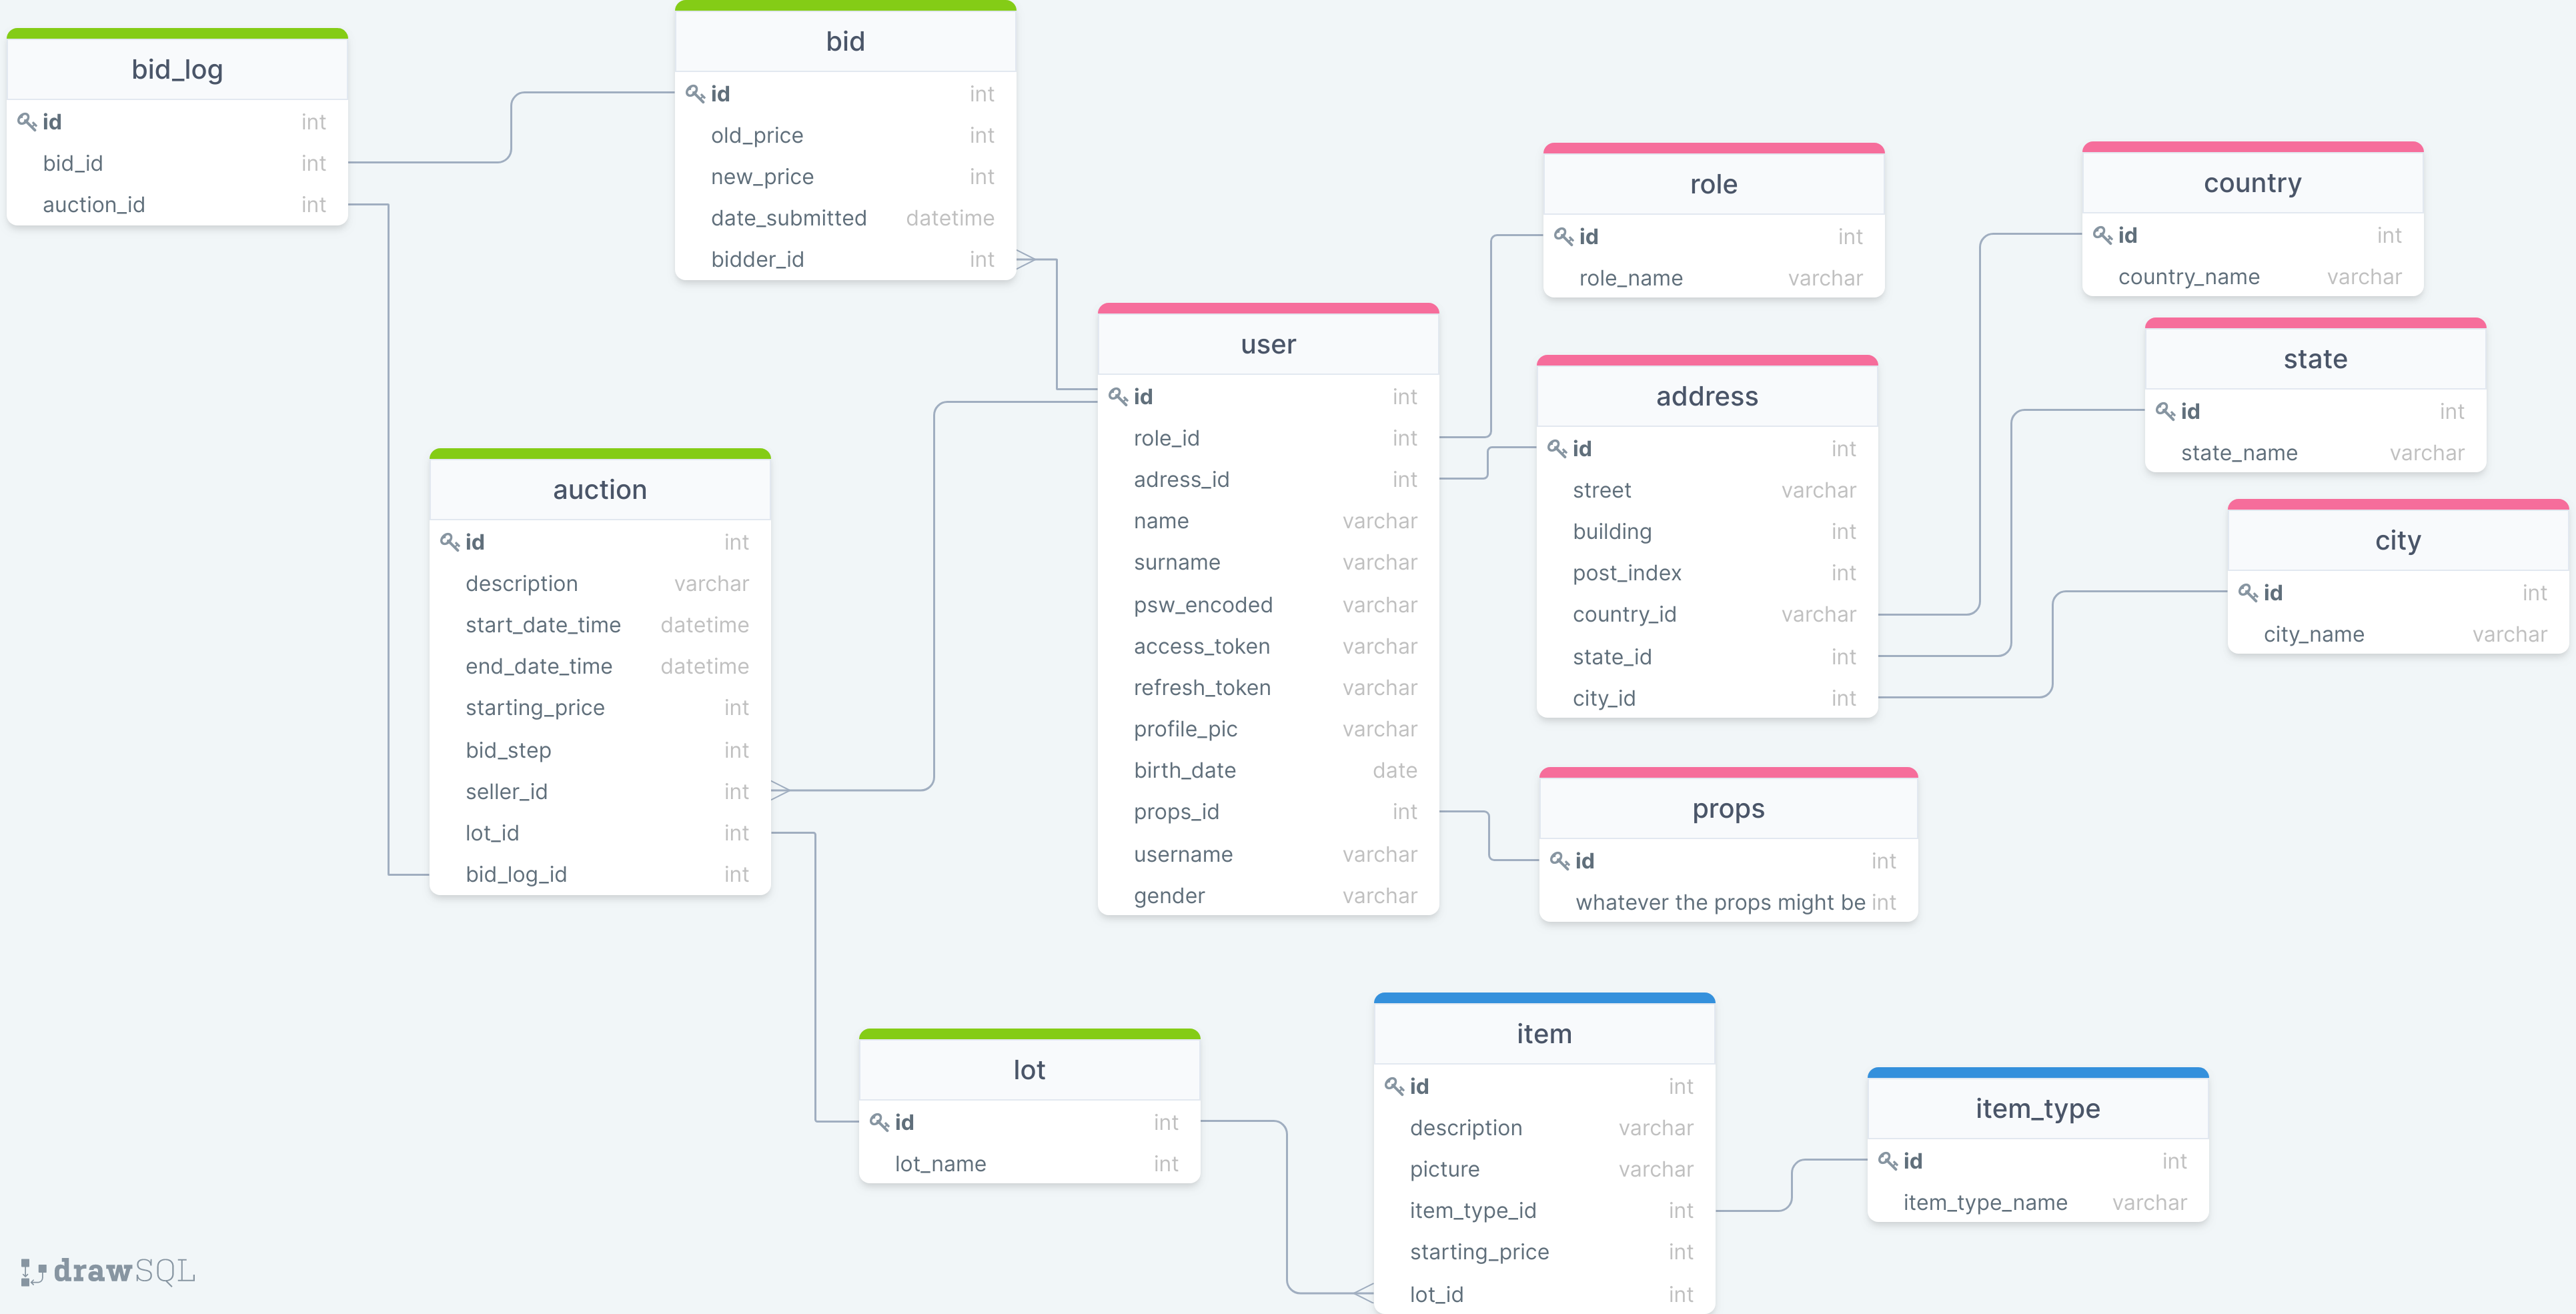 bid_log
id int
bid_id int
auction_id int
bid
id int
old_price int
new_price int
date_submitted datetime
bidder_id int
role
id int
role_name varchar
country
id int
country_name varchar
user
id int
role_id int
adress_id int
name varchar
surname varchar
psw_encoded varchar
access_token varchar
refresh_token varchar
profile_pic varchar
birth_date date
props_id int
username varchar
gender varchar
address
id int
street varchar
building int
post_index int
country_id varchar
state_id int
city_id int
state
id int
state_name varchar
city
id int
city_name varchar
auction
id int
description varchar
start_date_time datetime
end_date_time datetime
starting_price int
bid_step int
seller_id int
lot_id int
bid_log_id int
props
id int
whatever the props might be int
lot
id int
lot_name int
item
id int
description varchar
picture varchar
item_type_id int
starting_price int
lot_id int
item_type
id int
item_type_name varchar
drawSQL